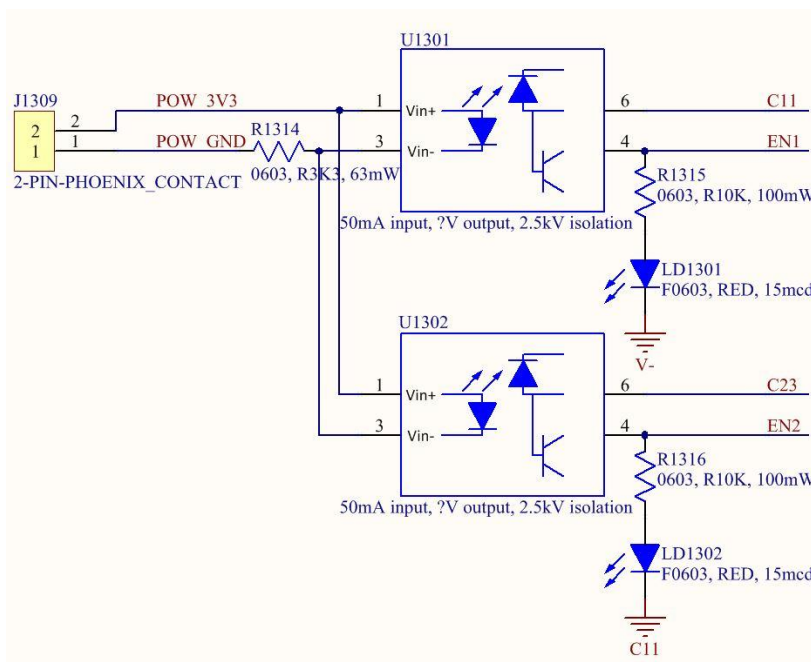 U1301
J1309
2
1
2
1
POW_3V3
POW_GND
R1314
0603, R3K3, 63mW
2-PIN-PHOENIX_CONTACT
1
3
Vin+
Vin-
6
4
C11
EN1
50mA input, ?V output, 2.5kV isolation
R1315
0603, R10K, 100mW
LD1301
F0603, RED, 15mcd
V-
U1302
1
3
Vin+
Vin-
6
4
C23
EN2
50mA input, ?V output, 2.5kV isolation
R1316
0603, R10K, 100mW
LD1302
F0603, RED, 15mcd
C11